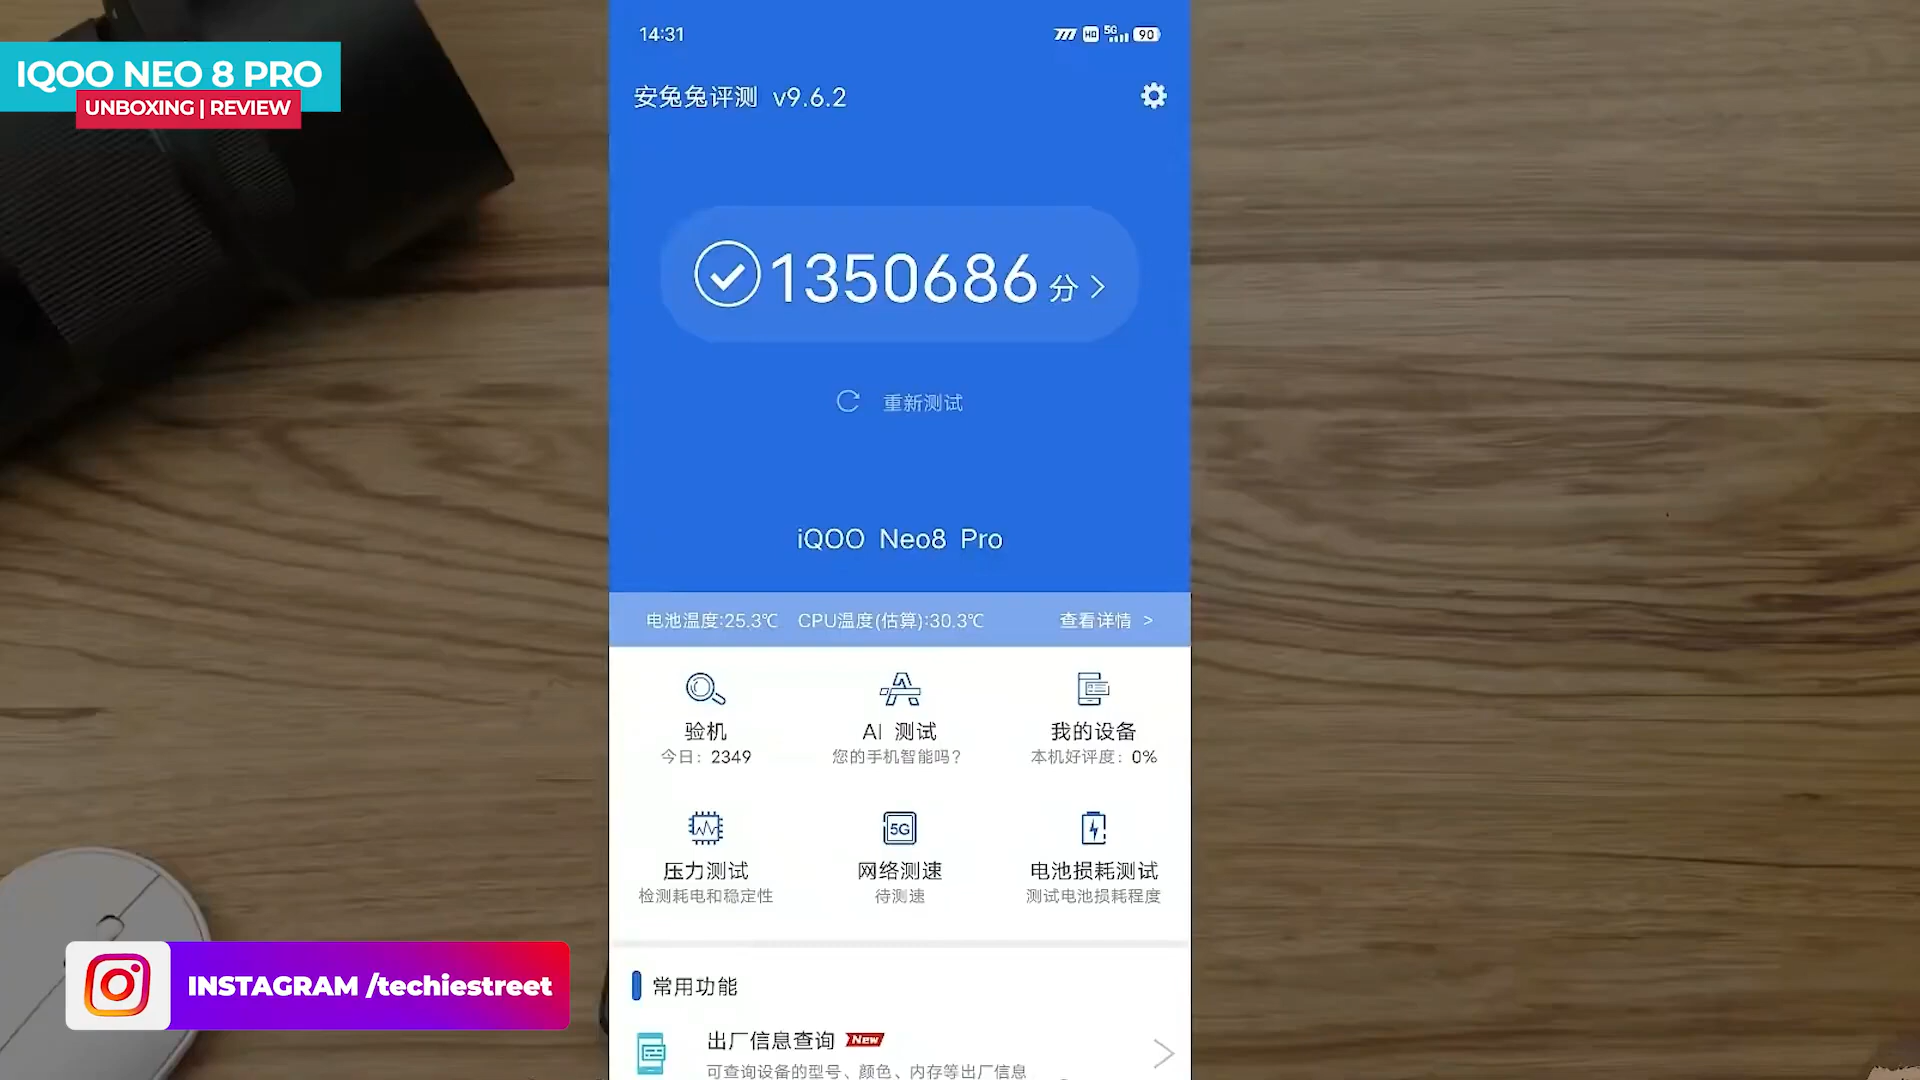 IQOO NEO 8 PRO
UNBOXING | REVIEW
14:31
HD 5G 90
安兔兔评测 v9.6.2
1350686 分 >
重新测试
iQOO Neo8 Pro
电池温度:25.3℃ CPU温度(估算):30.3℃ 查看详情 >
验机 AI 测试 我的设备
今日：2349 您的手机智能吗？ 本机好评度：0%
5G
压力测试 网络测速 电池损耗测试
检测耗电和稳定性 待测速 测试电池损耗程度
常用功能
出厂信息查询 New
可查询设备的型号、颜色、内存等出厂信息
INSTAGRAM /techiestreet